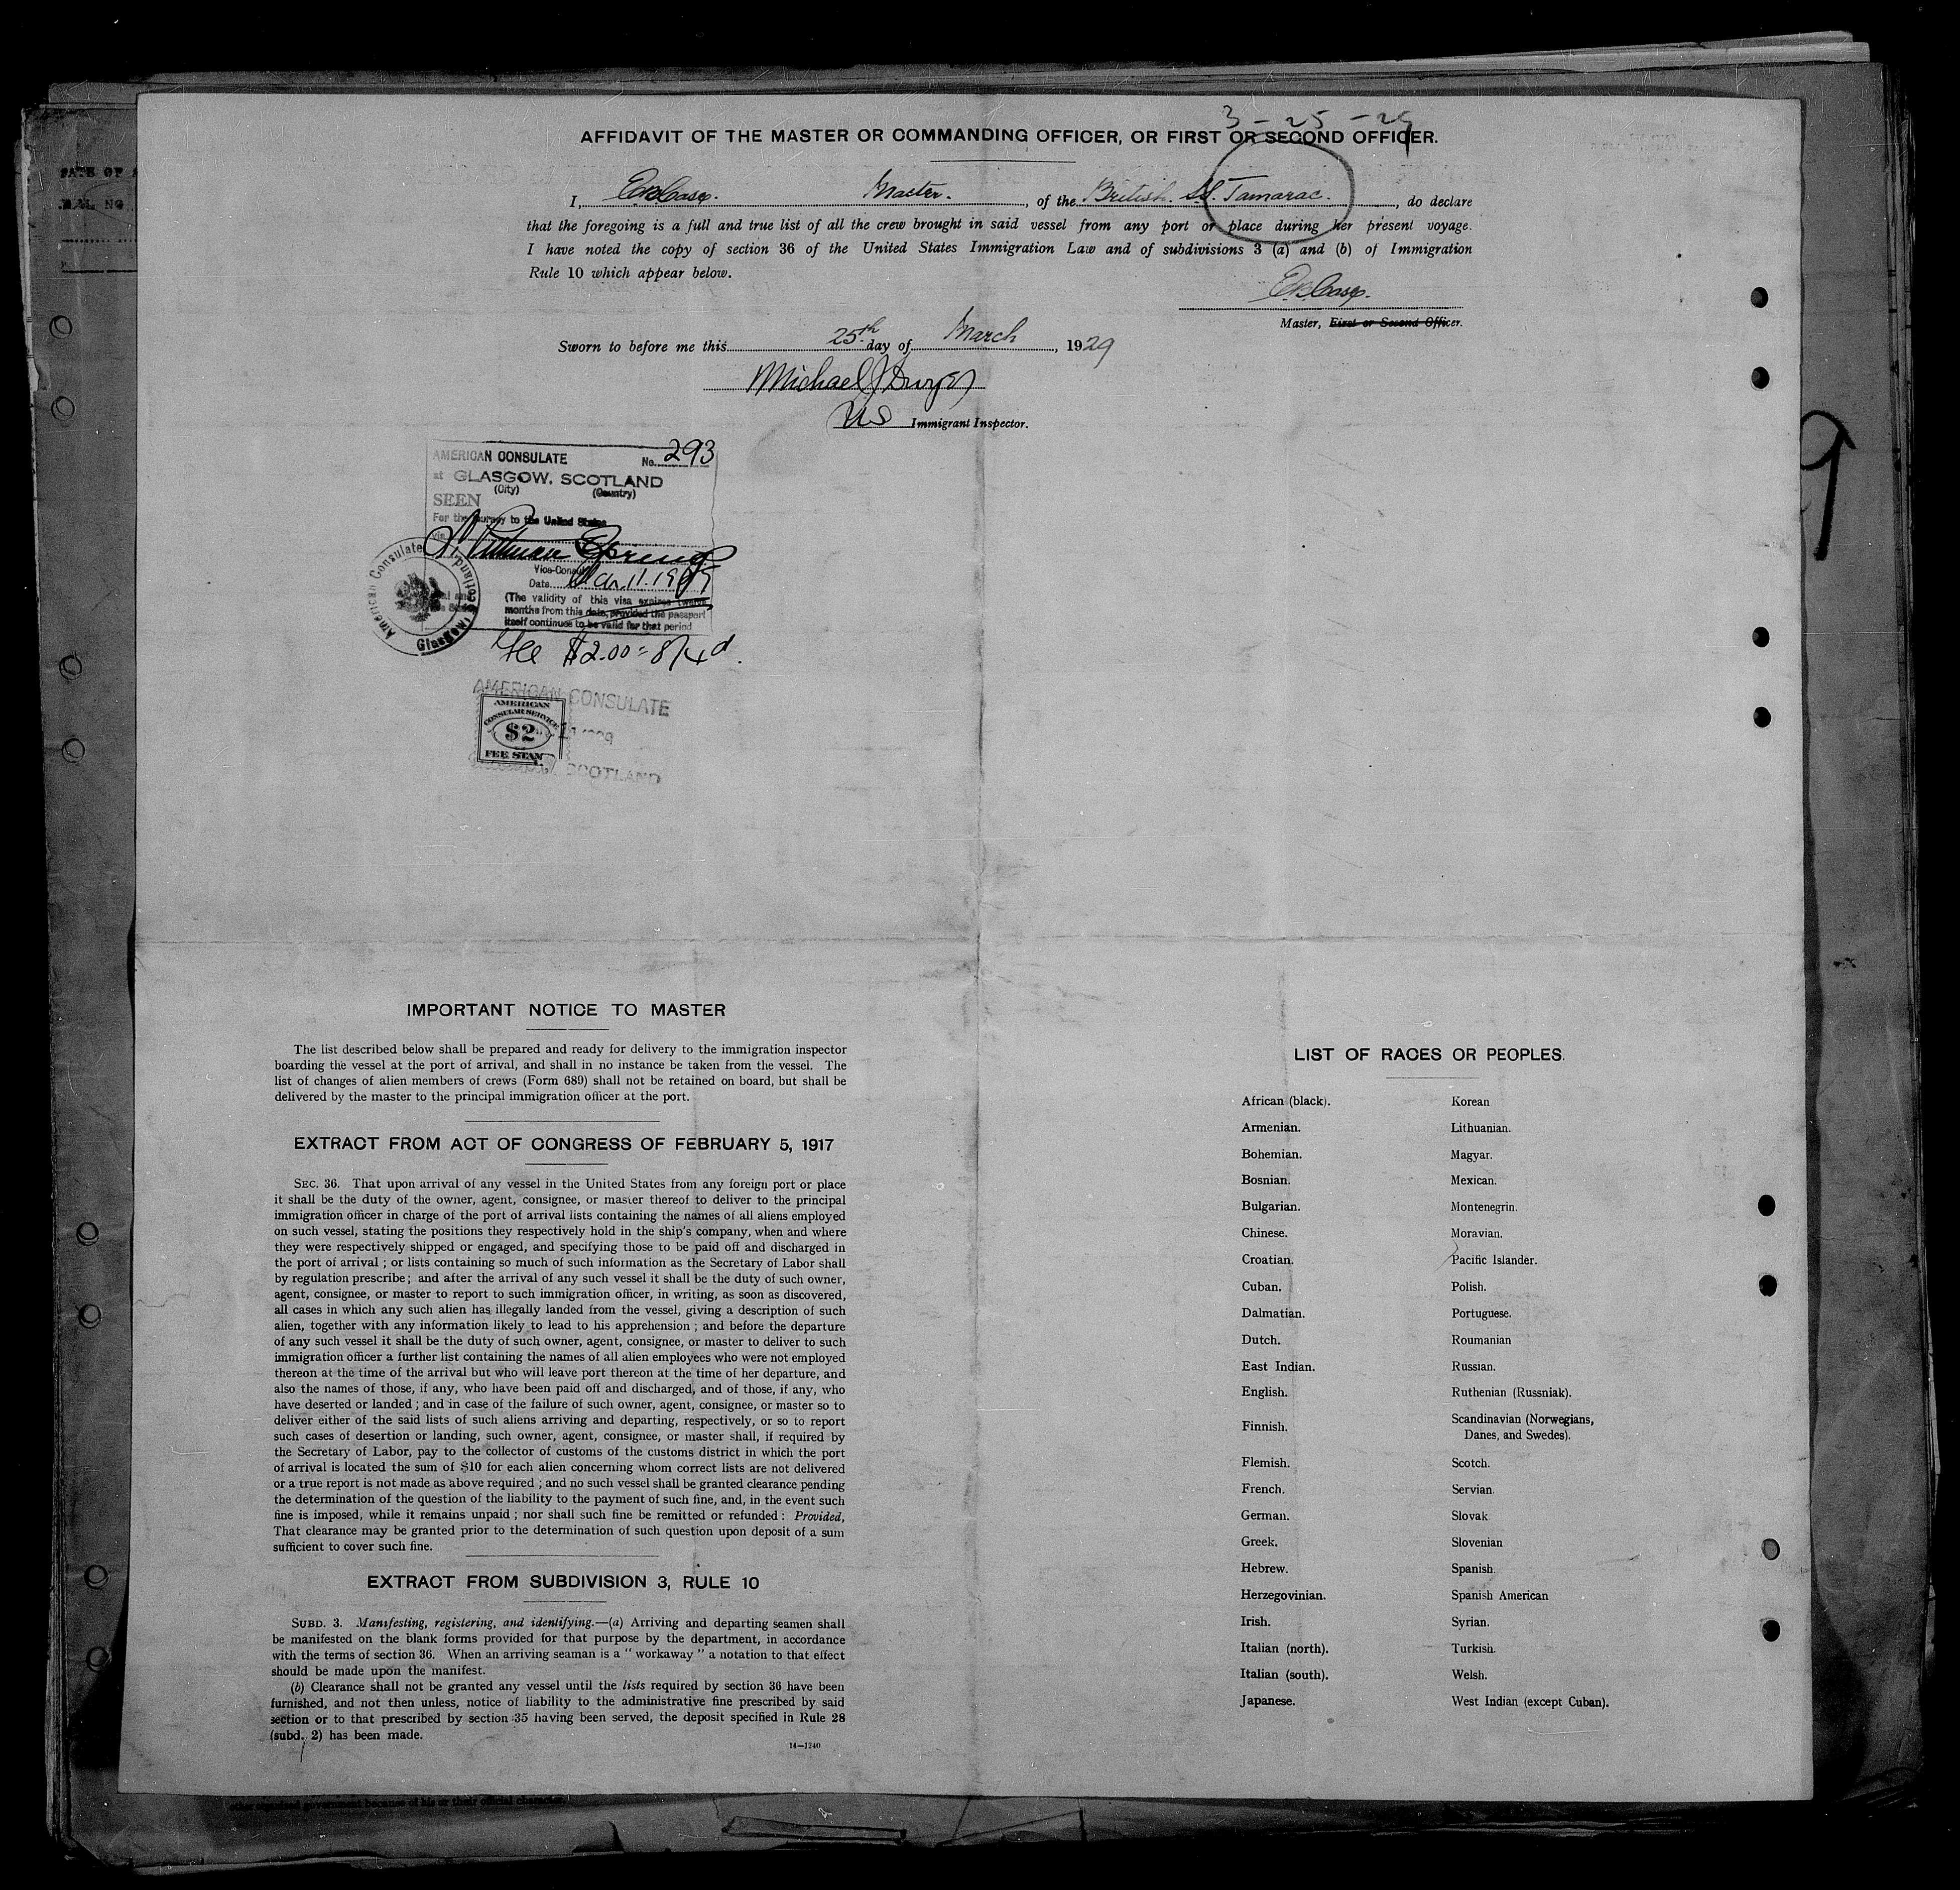 3-25-29
AFFIDAVIT OF THE MASTER OR COMMANDING OFFICER, OR FIRST OR SECOND OFFICER.
I, Master. , of the British. SS. Tamarac. , do declare
that the foregoing is a full and true list of all the crew brought in said vessel from any port or place during her present voyage.
I have noted the copy of section 36 of the United States Immigration Law and of subdivisions 3 (a) and (b) of Immigration
Rule 10 which appear below.
Master, First or Second Officer.
Sworn to before me this 25th day of March , 1929
Michael J. Dwyer
US Immigrant Inspector.
AMERICAN CONSULATE No. 293
at GLASGOW, SCOTLAND
(City) (Country)
SEEN
For the journey to the United States
via
Vice-Consul
Date Mar. 11. 1929
(The validity of this visa expires twelve
months from this date, provided the passport
itself continues to be valid for that period
American Consulate
Glasgow, Scotland
Fee $2.00 = 8/4d.
AMERICAN CONSULATE
AMERICAN
CONSULAR SERVICE
$2
FEE STAMP
SCOTLAND
DATE OF
9
IMPORTANT NOTICE TO MASTER
The list described below shall be prepared and ready for delivery to the immigration inspector
boarding the vessel at the port of arrival, and shall in no instance be taken from the vessel. The
list of changes of alien members of crews (Form 689) shall not be retained on board, but shall be
delivered by the master to the principal immigration officer at the port.
EXTRACT FROM ACT OF CONGRESS OF FEBRUARY 5, 1917
SEC. 36. That upon arrival of any vessel in the United States from any foreign port or place
it shall be the duty of the owner, agent, consignee, or master thereof to deliver to the principal
immigration officer in charge of the port of arrival lists containing the names of all aliens employed
on such vessel, stating the positions they respectively hold in the ship's company, when and where
they were respectively shipped or engaged, and specifying those to be paid off and discharged in
the port of arrival ; or lists containing so much of such information as the Secretary of Labor shall
by regulation prescribe ; and after the arrival of any such vessel it shall be the duty of such owner,
agent, consignee, or master to report to such immigration officer, in writing, as soon as discovered,
all cases in which any such alien has illegally landed from the vessel, giving a description of such
alien, together with any information likely to lead to his apprehension ; and before the departure
of any such vessel it shall be the duty of such owner, agent, consignee, or master to deliver to such
immigration officer a further list containing the names of all alien employees who were not employed
thereon at the time of the arrival but who will leave port thereon at the time of her departure, and
also the names of those, if any, who have been paid off and discharged, and of those, if any, who
have deserted or landed ; and in case of the failure of such owner, agent, consignee, or master so to
deliver either of the said lists of such aliens arriving and departing, respectively, or so to report
such cases of desertion or landing, such owner, agent, consignee, or master shall, if required by
the Secretary of Labor, pay to the collector of customs of the customs district in which the port
of arrival is located the sum of $10 for each alien concerning whom correct lists are not delivered
or a true report is not made as above required ; and no such vessel shall be granted clearance pending
the determination of the question of the liability to the payment of such fine, and, in the event such
fine is imposed, while it remains unpaid ; nor shall such fine be remitted or refunded : Provided,
That clearance may be granted prior to the determination of such question upon deposit of a sum
sufficient to cover such fine.
EXTRACT FROM SUBDIVISION 3, RULE 10
SUBD. 3. Manifesting, registering, and identifying.—(a) Arriving and departing seamen shall
be manifested on the blank forms provided for that purpose by the department, in accordance
with the terms of section 36. When an arriving seaman is a " workaway " a notation to that effect
should be made upon the manifest.
(b) Clearance shall not be granted any vessel until the lists required by section 36 have been
furnished, and not then unless, notice of liability to the administrative fine prescribed by said
section or to that prescribed by section 35 having been served, the deposit specified in Rule 28
(subd. 2) has been made.
14—1240
other organized government because of his or their official character.
LIST OF RACES OR PEOPLES.
African (black). Korean
Armenian. Lithuanian.
Bohemian. Magyar.
Bosnian. Mexican.
Bulgarian. Montenegrin.
Chinese. Moravian.
Croatian. Pacific Islander.
Cuban. Polish.
Dalmatian. Portuguese.
Dutch. Roumanian
East Indian. Russian.
English. Ruthenian (Russniak).
Finnish. Scandinavian (Norwegians,
Danes, and Swedes).
Flemish. Scotch.
French. Servian.
German. Slovak
Greek. Slovenian
Hebrew. Spanish.
Herzegovinian. Spanish American
Irish. Syrian.
Italian (north). Turkish.
Italian (south). Welsh.
Japanese. West Indian (except Cuban).